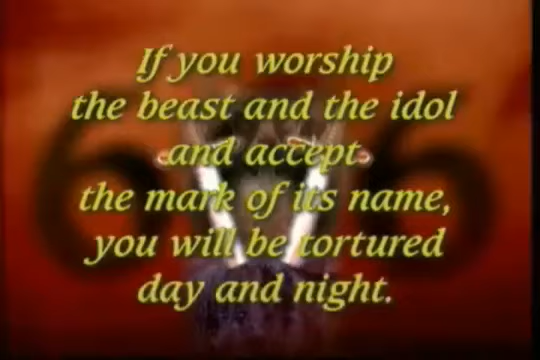 If you worship
the beast and the idol
and accept
the mark of its name,
you will be tortured
day and night.
666